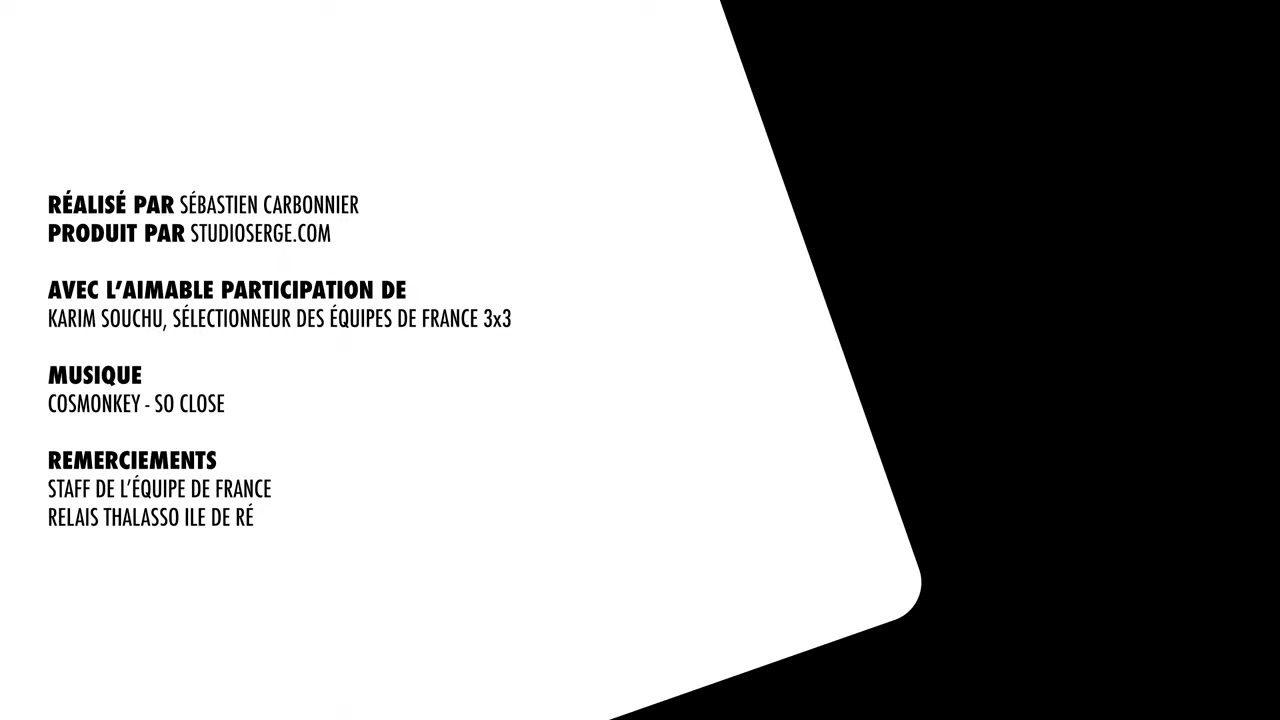 RÉALISÉ PAR SÉBASTIEN CARBONNIER
PRODUIT PAR STUDIOSERGE.COM
AVEC L’AIMABLE PARTICIPATION DE
KARIM SOUCHU, SÉLECTIONNEUR DES ÉQUIPES DE FRANCE 3x3
MUSIQUE
COSMONKEY - SO CLOSE
REMERCIEMENTS
STAFF DE L’ÉQUIPE DE FRANCE
RELAIS THALASSO ILE DE RÉ